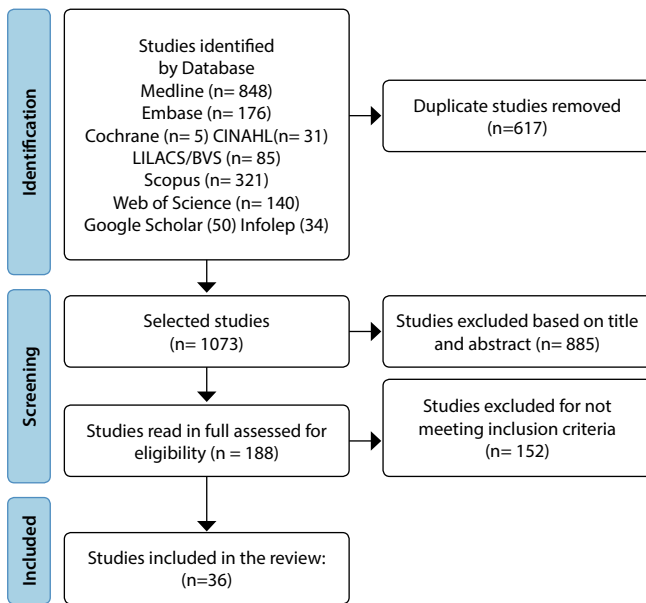 Identification
Studies identified
by Database
Medline (n= 848)
Embase (n= 176)
Cochrane (n= 5) CINAHL(n= 31)
LILACS/BVS (n= 85)
Scopus (n= 321)
Web of Science (n= 140)
Google Scholar (50) Infolep (34)
Duplicate studies removed
(n=617)
Screening
Selected studies
(n = 1073)
Studies excluded based on title
and abstract (n= 885)
Studies read in full assessed for
eligibility (n = 188)
Studies excluded for not
meeting inclusion criteria
(n= 152)
Included
Studies included in the review:
(n=36)